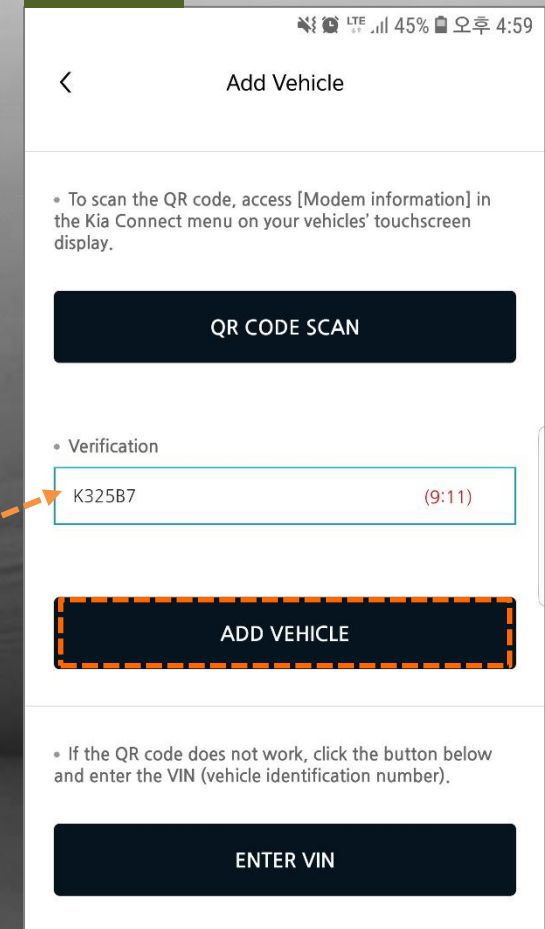 LTE 45% 오후 4:59
Add Vehicle
• To scan the QR code, access [Modem information] in
the Kia Connect menu on your vehicles' touchscreen
display.
QR CODE SCAN
• Verification
K325B7 (9:11)
ADD VEHICLE
• If the QR code does not work, click the button below
and enter the VIN (vehicle identification number).
ENTER VIN